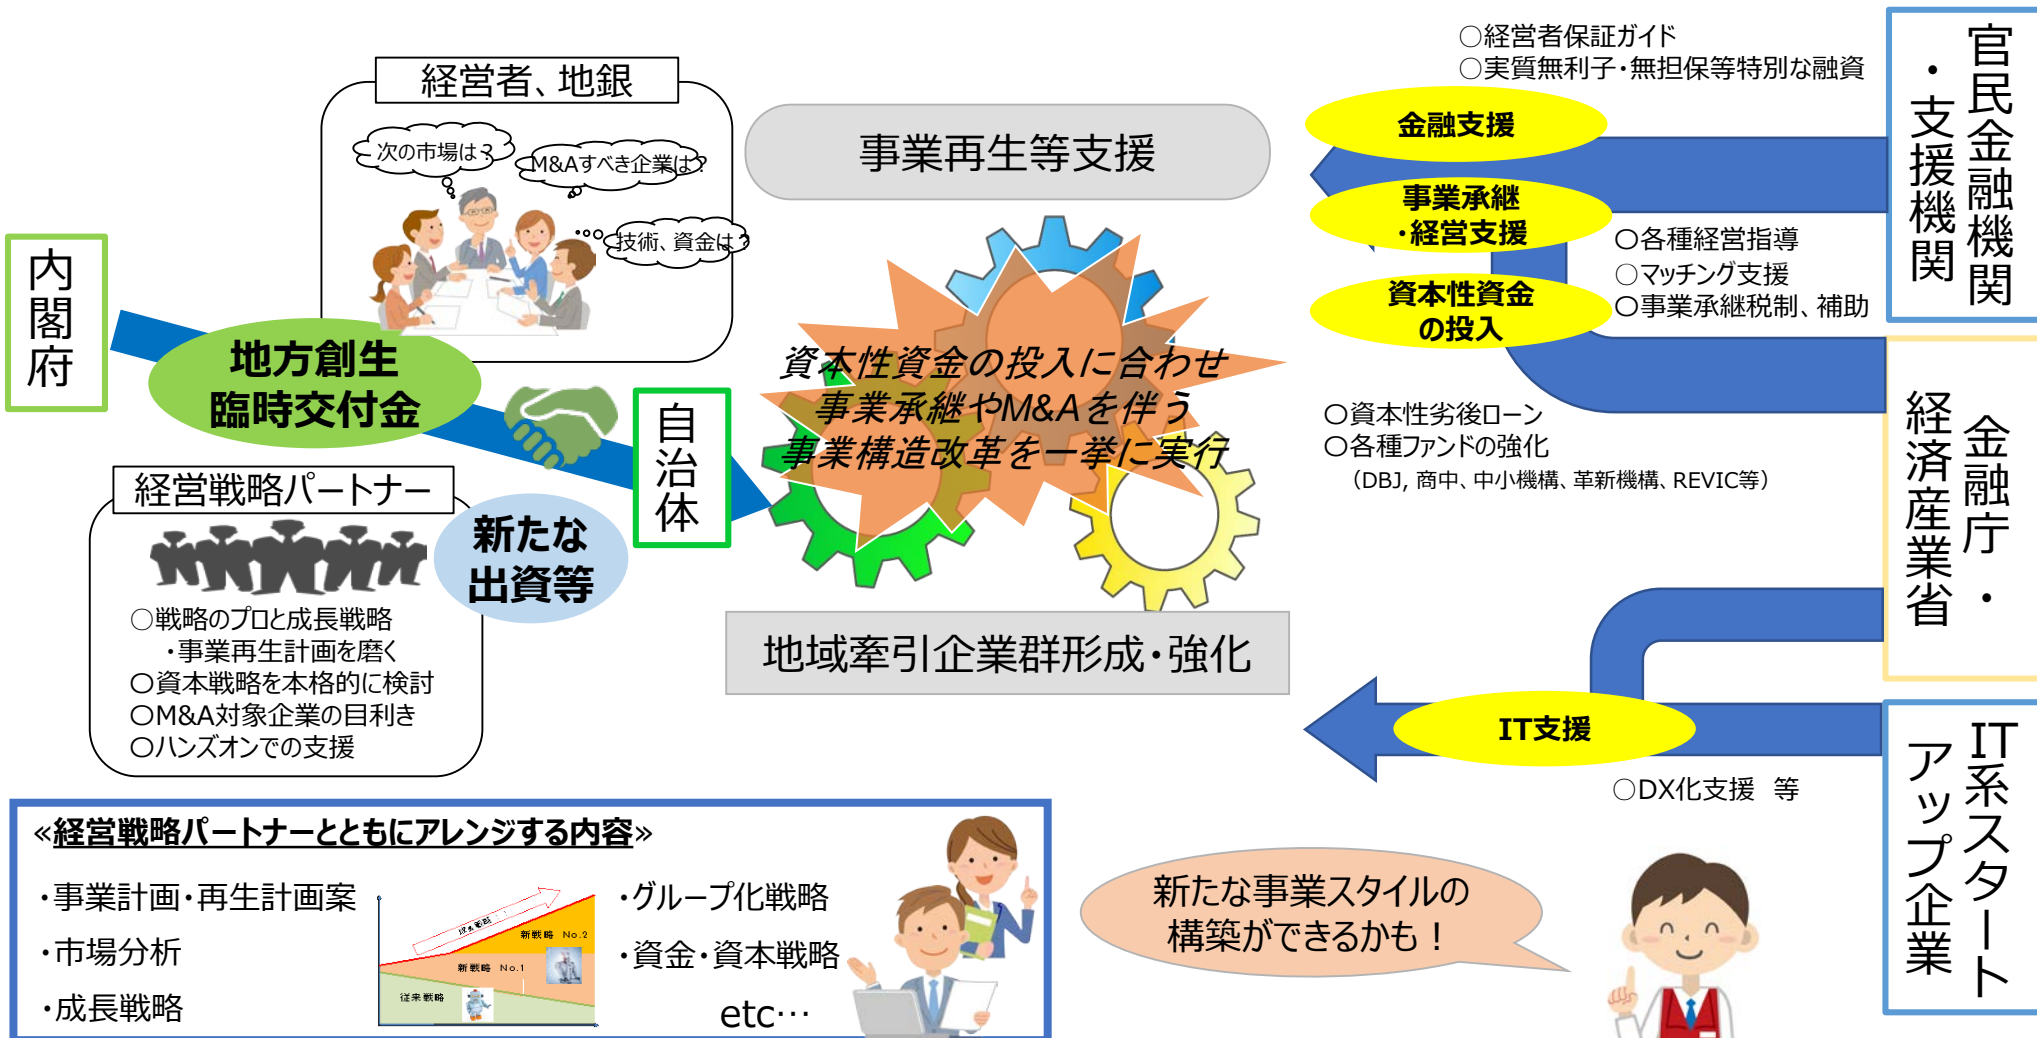 経営者、地銀
次の市場は？
M&Aすべき企業は？
技術、資金は？
内閣府
地方創生
臨時交付金
自治体
経営戦略パートナー
○戦略のプロと成長戦略
・事業再生計画を磨く
○資本戦略を本格的に検討
○M&A対象企業の目利き
○ハンズオンでの支援
新たな
出資等
事業再生等支援
資本性資金の投入に合わせ
事業承継やM&Aを伴う
事業構造改革を一挙に実行
地域牽引企業群形成・強化
○経営者保証ガイド
○実質無利子・無担保等特別な融資
金融支援
事業承継
・経営支援
○各種経営指導
○マッチング支援
○事業承継税制、補助
資本性資金
の投入
○資本性劣後ローン
○各種ファンドの強化
（DBJ, 商中、中小機構、革新機構、REVIC等）
官民金融機関
・支援機関
金融庁・
経済産業省
IT支援
○DX化支援　等
IT系スタート
アップ企業
≪経営戦略パートナーとともにアレンジする内容≫
・事業計画・再生計画案
・市場分析
・成長戦略
成長戦略
新戦略 No.2
新戦略 No.1
従来戦略
・グループ化戦略
・資金・資本戦略
etc…
新たな事業スタイルの
構築ができるかも！